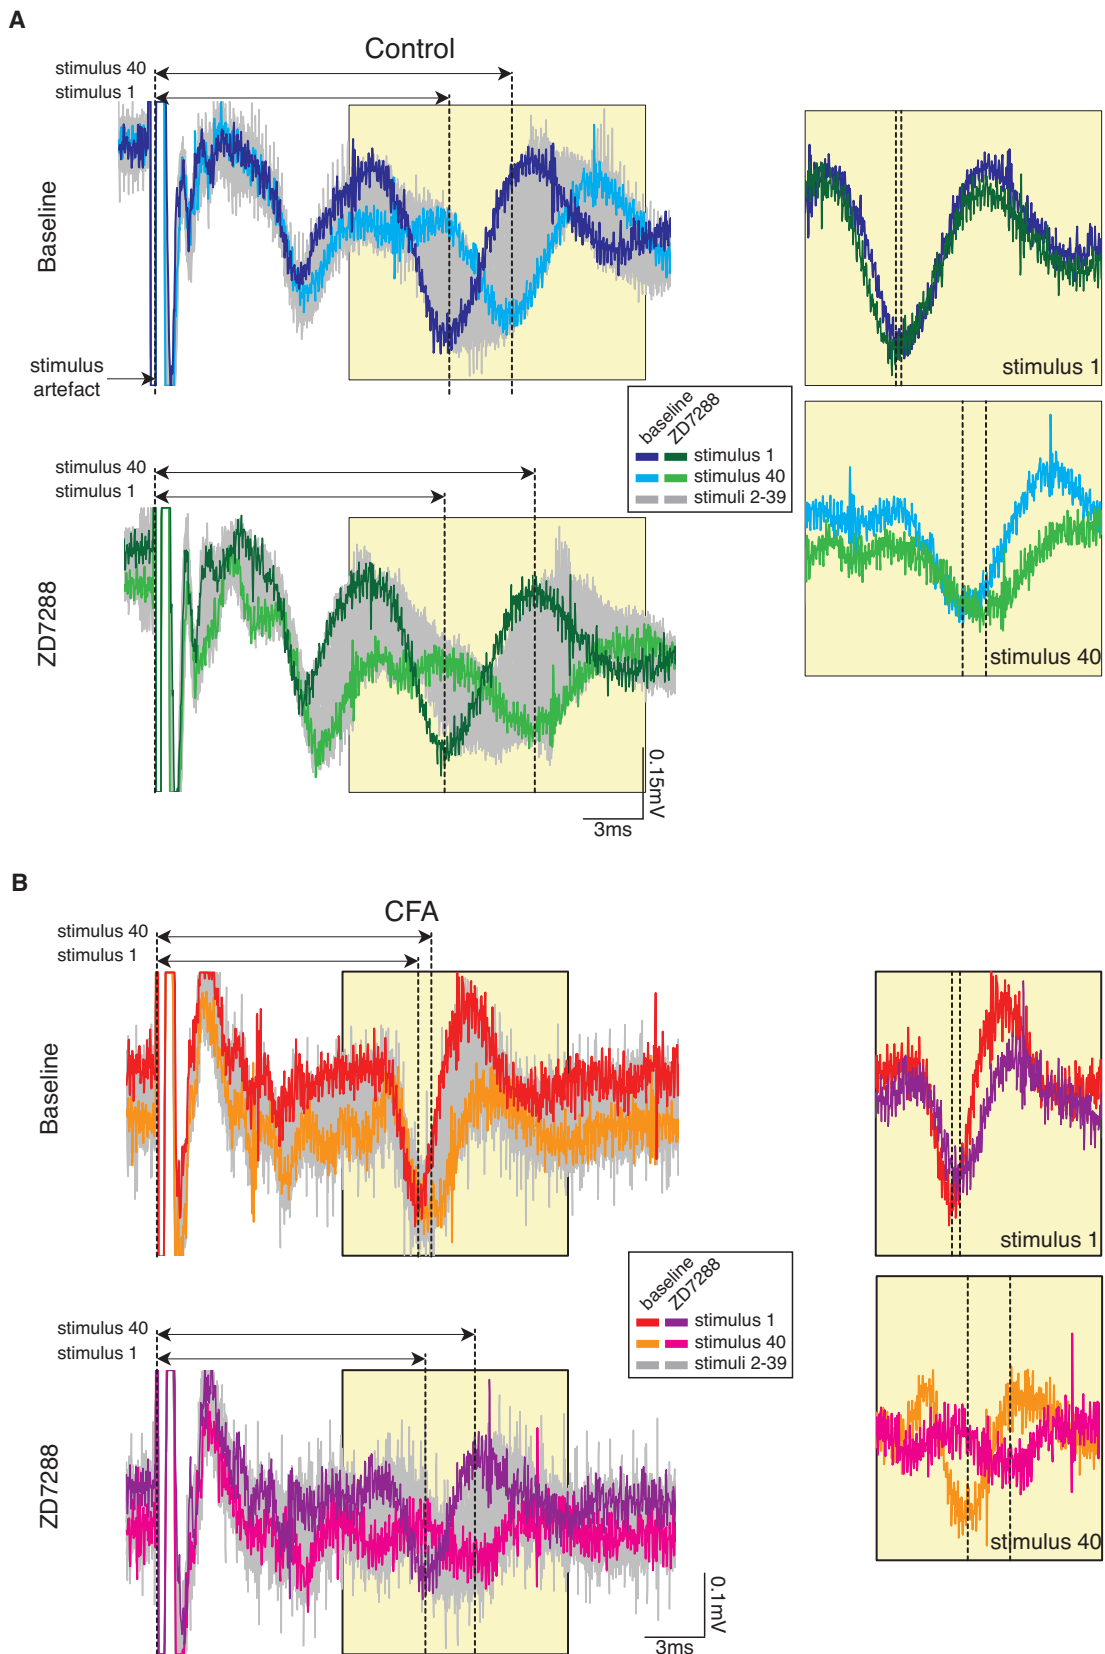 A
Control
stimulus 40
stimulus 1
Baseline
stimulus
artefact
stimulus 1
baseline
ZD7288
stimulus 1
stimulus 40
stimuli 2-39
stimulus 40
stimulus 40
stimulus 1
ZD7288
0.15mV
3ms
B
CFA
stimulus 40
stimulus 1
Baseline
stimulus 1
baseline
ZD7288
stimulus 1
stimulus 40
stimuli 2-39
stimulus 40
stimulus 1
ZD7288
stimulus 40
0.1mV
3ms